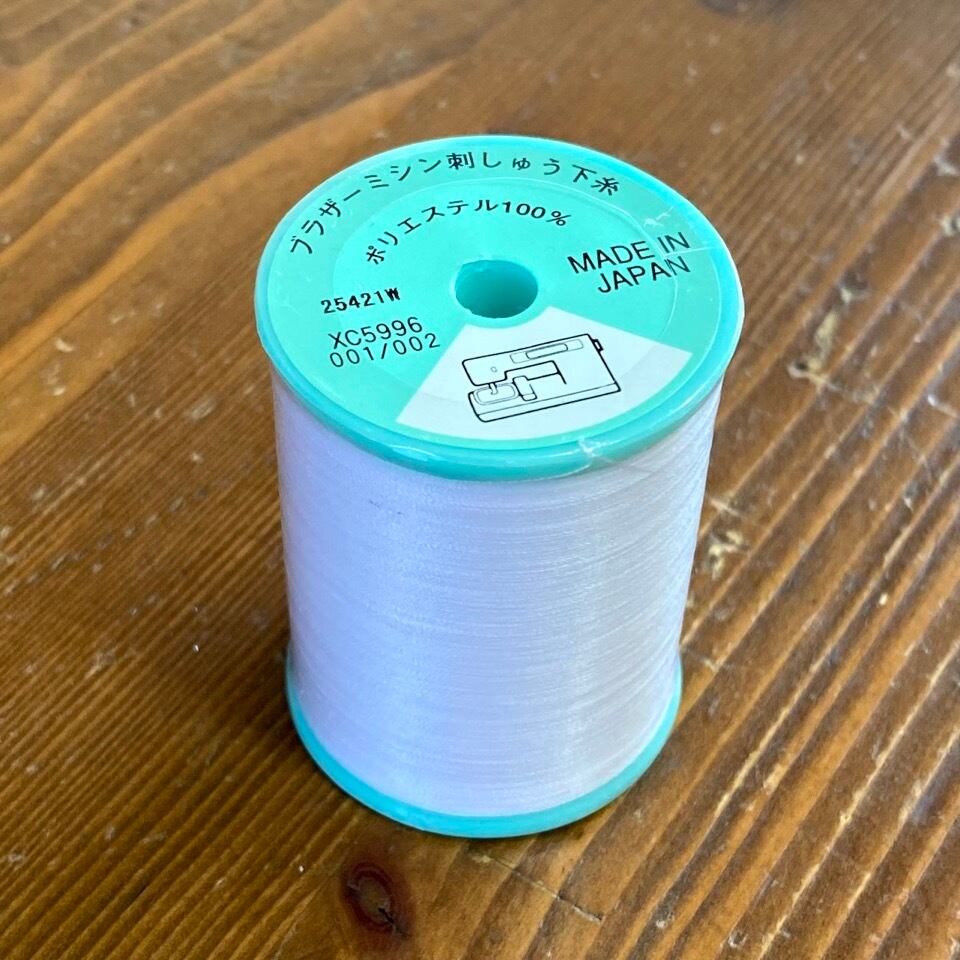 ブラザーミシン刺しゅう下糸
ポリエステル100%
MADE IN
JAPAN
25421W
XC5996
001/002